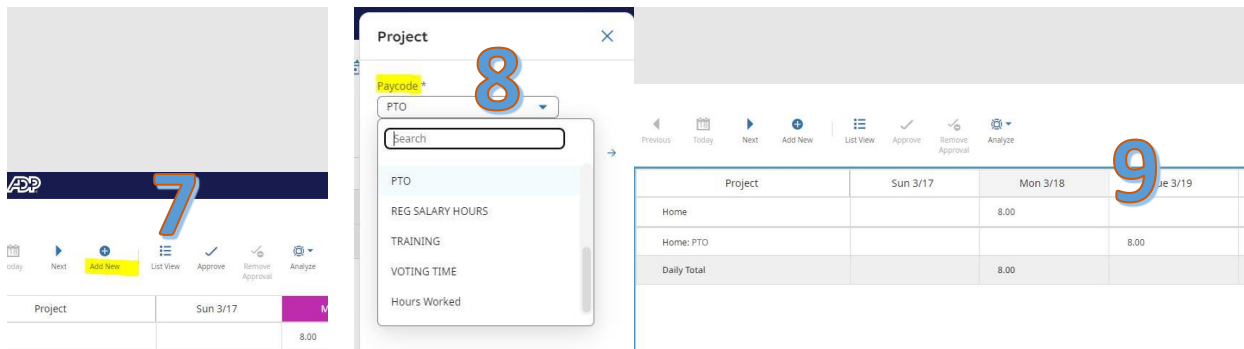 7
ADP
oday
Next
Add New
List View
Approve
Remove Approval
Analyze
Project
Sun 3/17
M
8.00
8
Project
Paycode *
PTO
Search
PTO
REG SALARY HOURS
TRAINING
VOTING TIME
Hours Worked
9
Previous
Today
Next
Add New
List View
Approve
Remove Approval
Analyze
Project Sun 3/17 Mon 3/18 ue 3/19
Home 8.00
Home: PTO 8.00
Daily Total 8.00